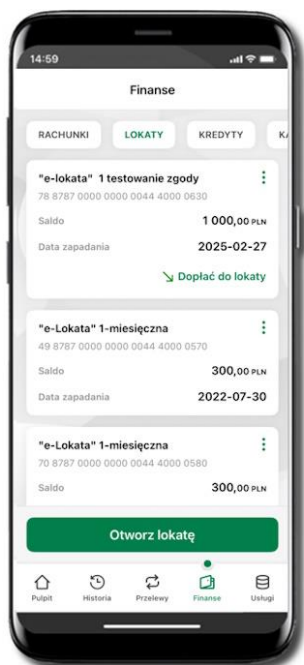 14:59
Finanse
RACHUNKI LOKATY KREDYTY
"e-lokata" 1 testowanie zgody
78 8787 0000 0000 0044 4000 0630
Saldo 1 000,00 PLN
Data zapadania 2025-02-27
Dopłać do lokaty
"e-Lokata" 1-miesięczna
49 8787 0000 0000 0044 4000 0570
Saldo 300,00 PLN
Data zapadania 2022-07-30
"e-Lokata" 1-miesięczna
70 8787 0000 0000 0044 4000 0580
Saldo 300,00 PLN
Otworz lokatę
Pulpit Historia Przelewy Finanse Usługi